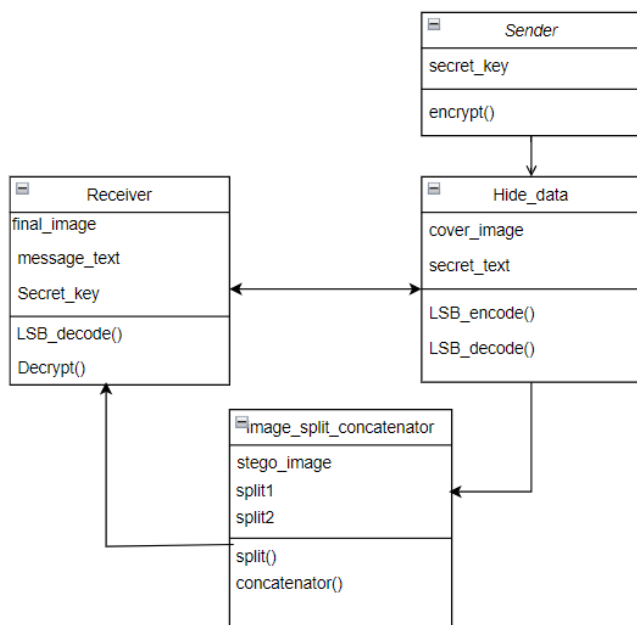 Sender
secret_key
encrypt()
Receiver
final_image
message_text
Secret_key
LSB_decode()
Decrypt()
Hide_data
cover_image
secret_text
LSB_encode()
LSB_decode()
Image_split_concatenator
stego_image
split1
split2
split()
concatenator()